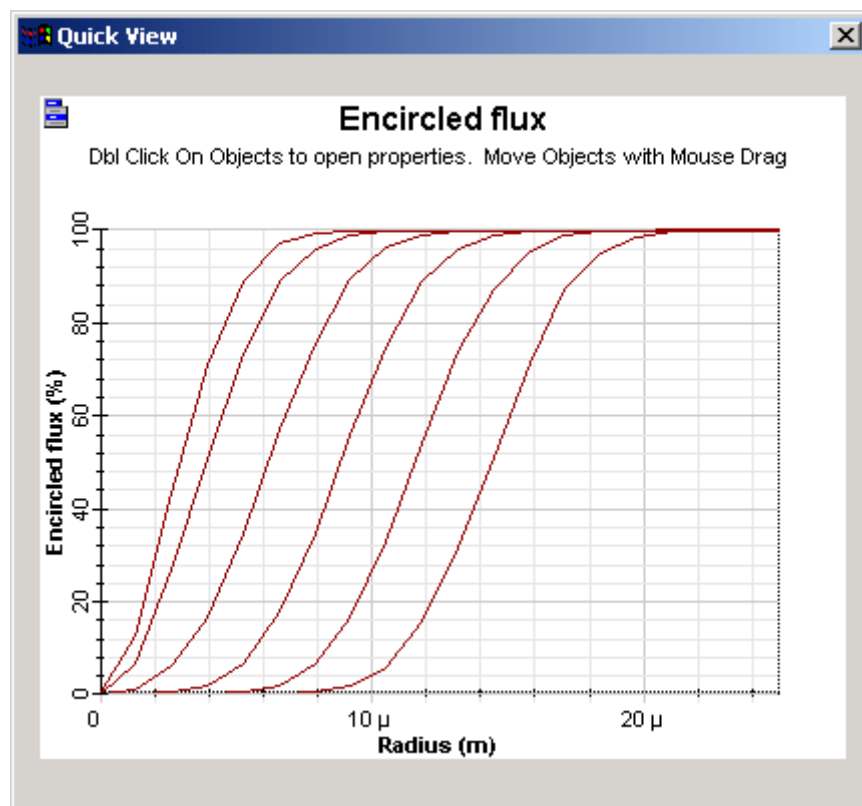 Quick View
Encircled flux
Dbl Click On Objects to open properties.  Move Objects with Mouse Drag
100
80
60
40
20
0
Encircled flux (%)
0
10 µ
20 µ
Radius (m)